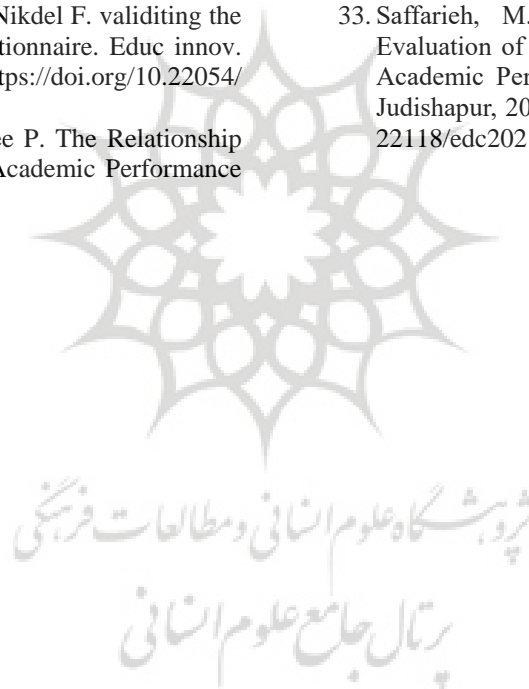 Nikdel F. validiting the
tionnaire. Educ innov.
tps://doi.org/10.22054/
ee P. The Relationship
Academic Performance
33. Saffarieh, M.
Evaluation of
Academic Per
Judishapur, 20
22118/edc202
پژوهشگاه علوم انسانی و مطالعات فرهنگی
پرتال جامع علوم انسانی